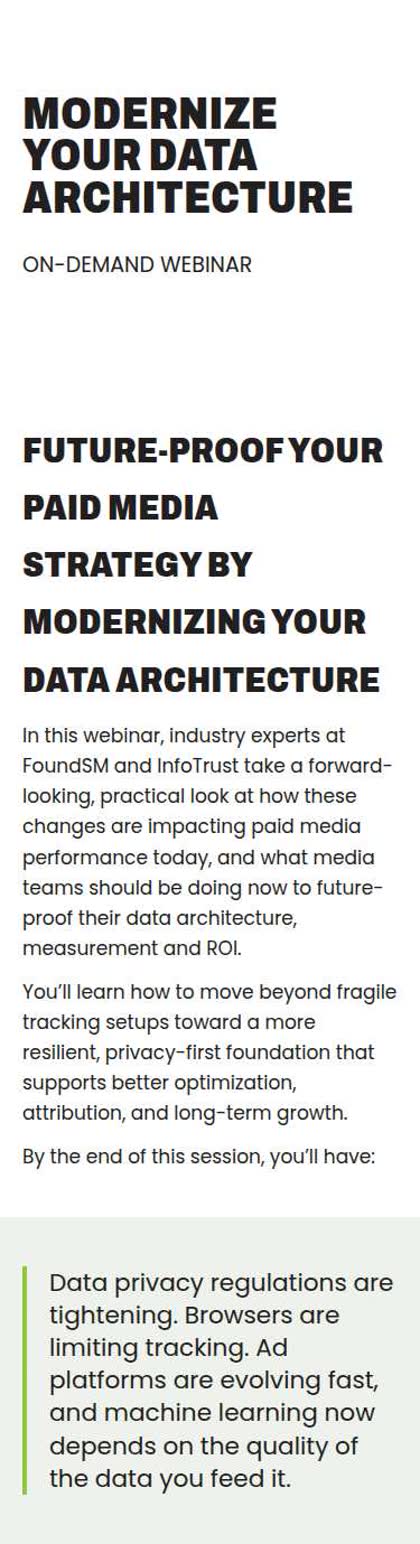 MODERNIZE
YOUR DATA
ARCHITECTURE
ON-DEMAND WEBINAR
FUTURE-PROOF YOUR
PAID MEDIA
STRATEGY BY
MODERNIZING YOUR
DATA ARCHITECTURE
In this webinar, industry experts at
FoundSM and InfoTrust take a forward-
looking, practical look at how these
changes are impacting paid media
performance today, and what media
teams should be doing now to future-
proof their data architecture,
measurement and ROI.
You’ll learn how to move beyond fragile
tracking setups toward a more
resilient, privacy-first foundation that
supports better optimization,
attribution, and long-term growth.
By the end of this session, you’ll have:
Data privacy regulations are
tightening. Browsers are
limiting tracking. Ad
platforms are evolving fast,
and machine learning now
depends on the quality of
the data you feed it.